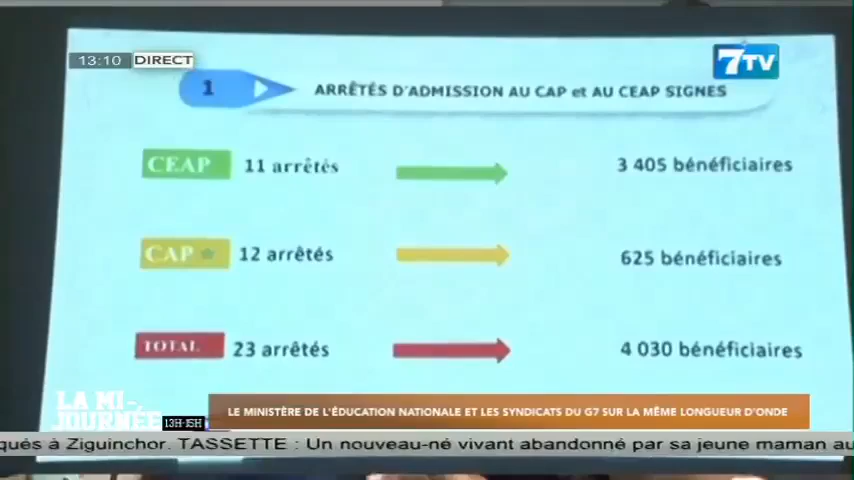 13:10 DIRECT
7TV
1
ARRÊTÉS D'ADMISSION AU CAP et AU CEAP SIGNES
CEAP 11 arrêtés 3 405 bénéficiaires
CAP 12 arrêtés 625 bénéficiaires
TOTAL 23 arrêtés 4 030 bénéficiaires
LA MI-
JOURNÉE 13H-15H
LE MINISTÈRE DE L'ÉDUCATION NATIONALE ET LES SYNDICATS DU G7 SUR LA MÊME LONGUEUR D'ONDE
qués à Ziguinchor. TASSETTE : Un nouveau-né vivant abandonné par sa jeune maman au